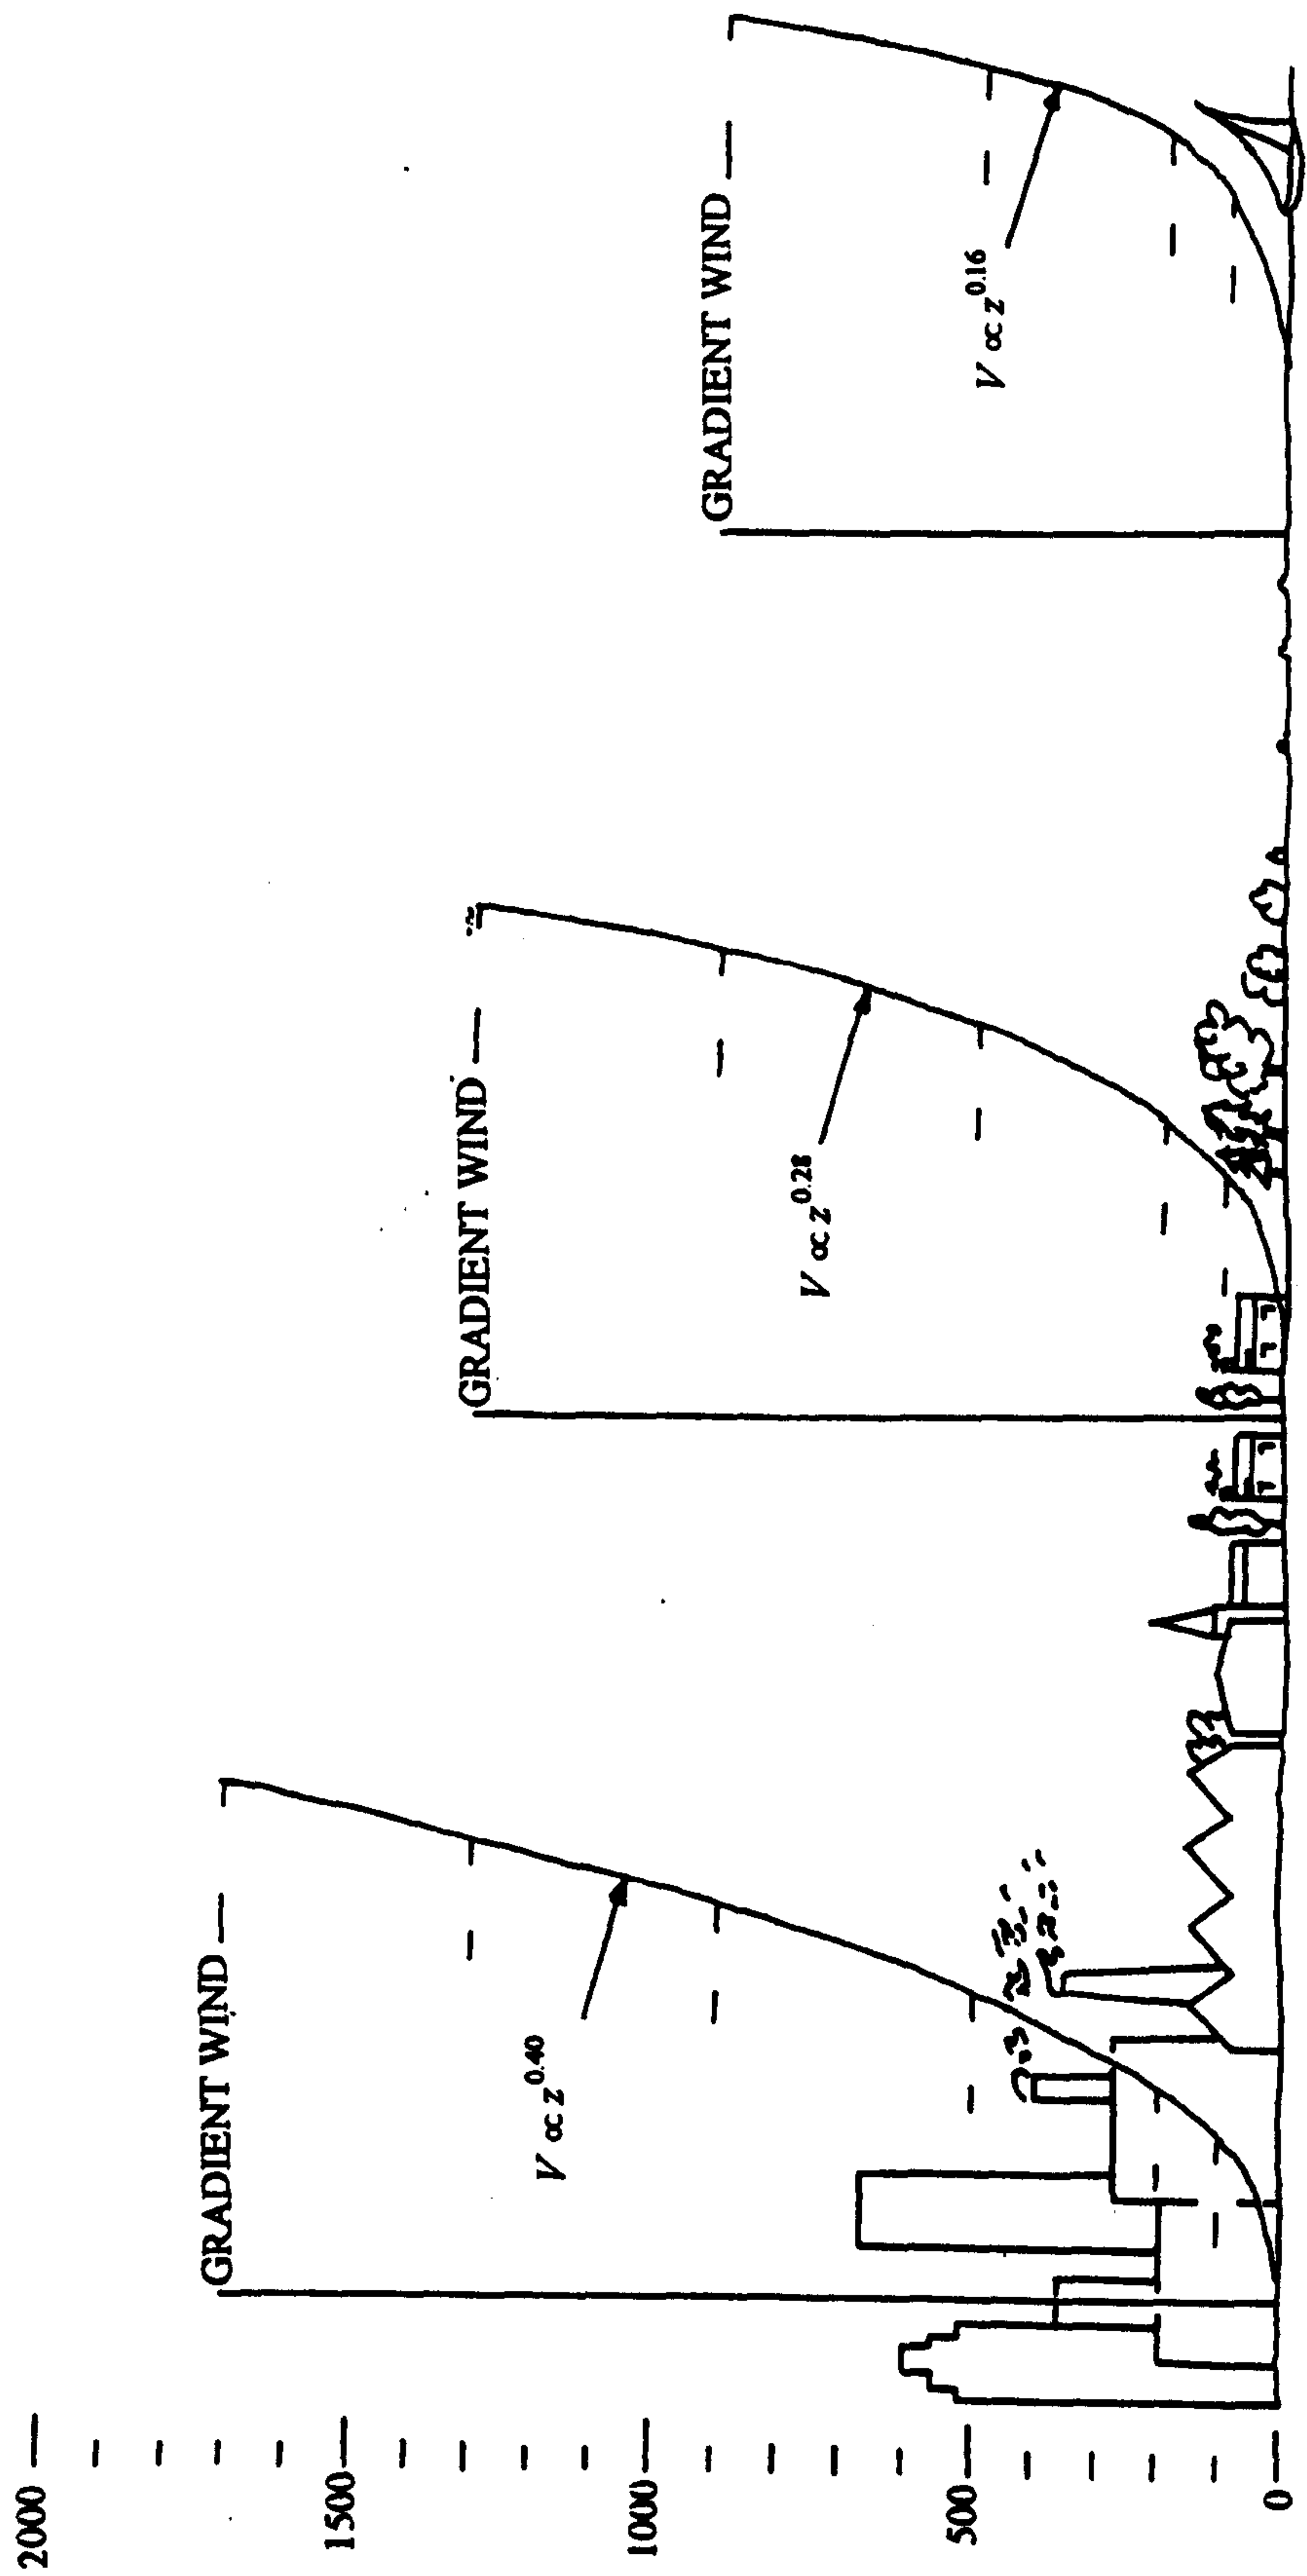 2000
1500
1000
500
0
GRADIENT WIND
V ∝ z^0.40
GRADIENT WIND
V ∝ z^0.28
GRADIENT WIND
V ∝ z^0.16